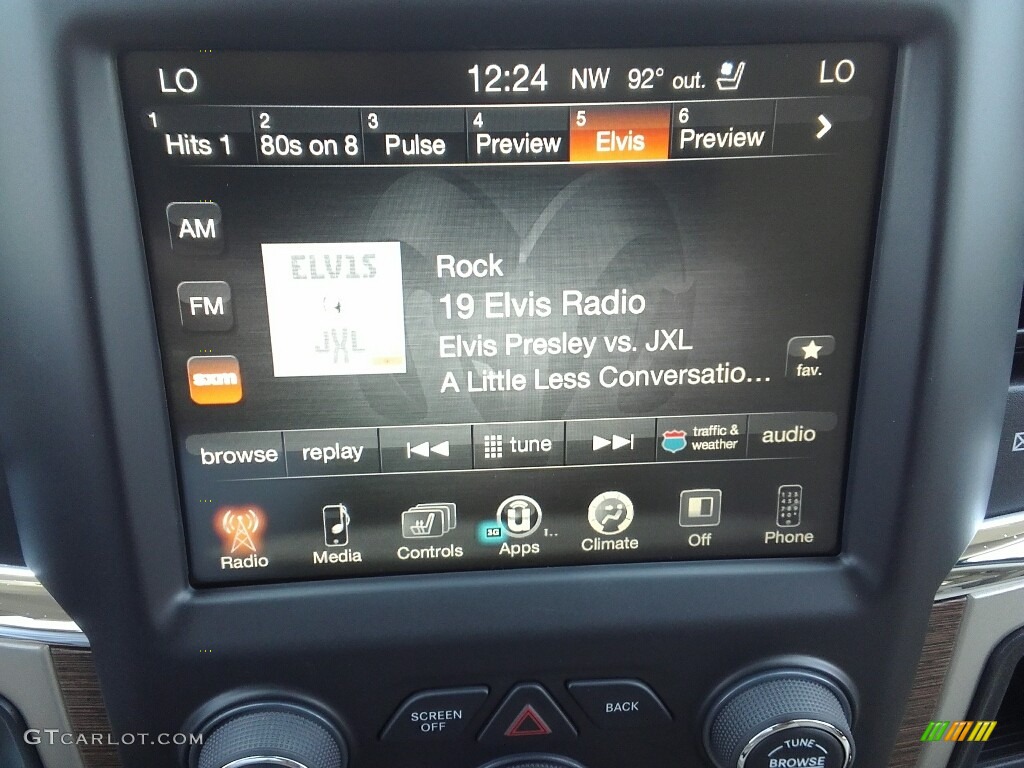 LO 12:24 NW 92° out. LO
1 Hits 1 2 80s on 8 3 Pulse 4 Preview 5 Elvis 6 Preview
AM
ELVIS
JXL
Rock
FM
19 Elvis Radio
Elvis Presley vs. JXL
sxm
A Little Less Conversatio...
fav.
browse replay tune traffic & weather audio
Radio Media Controls 3G Apps Climate Off Phone
SCREEN OFF
BACK
TUNE
BROWSE
GTCARLOT.COM